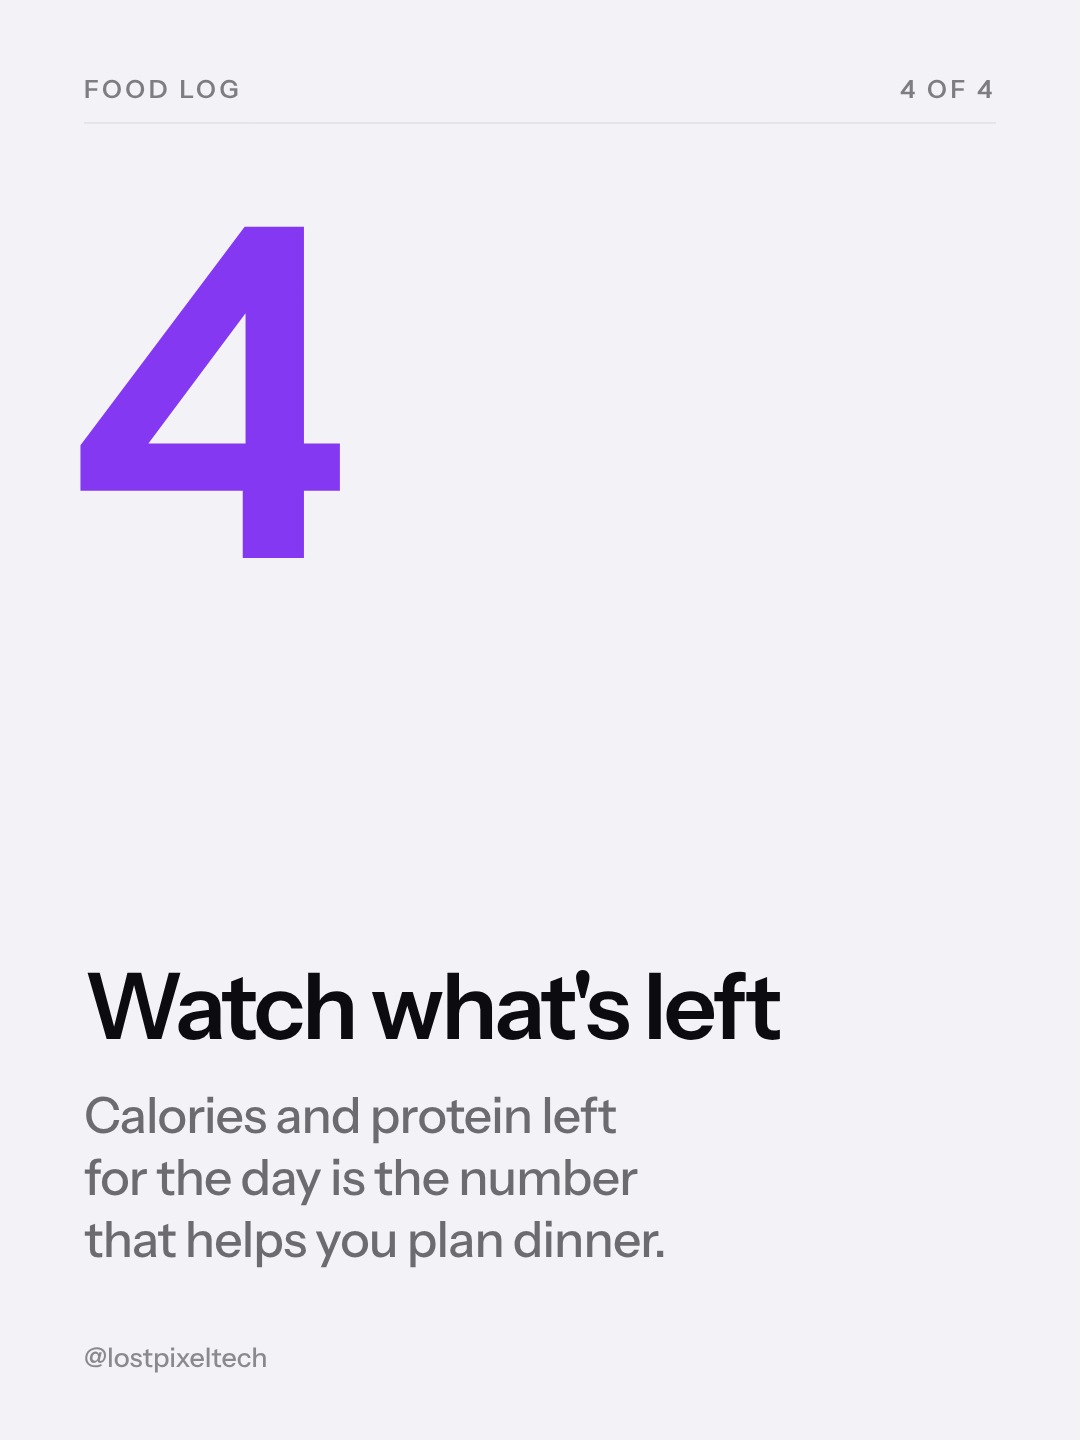 FOOD LOG
4 OF 4
4
Watch what's left
Calories and protein left
for the day is the number
that helps you plan dinner.
@lostpixeltech